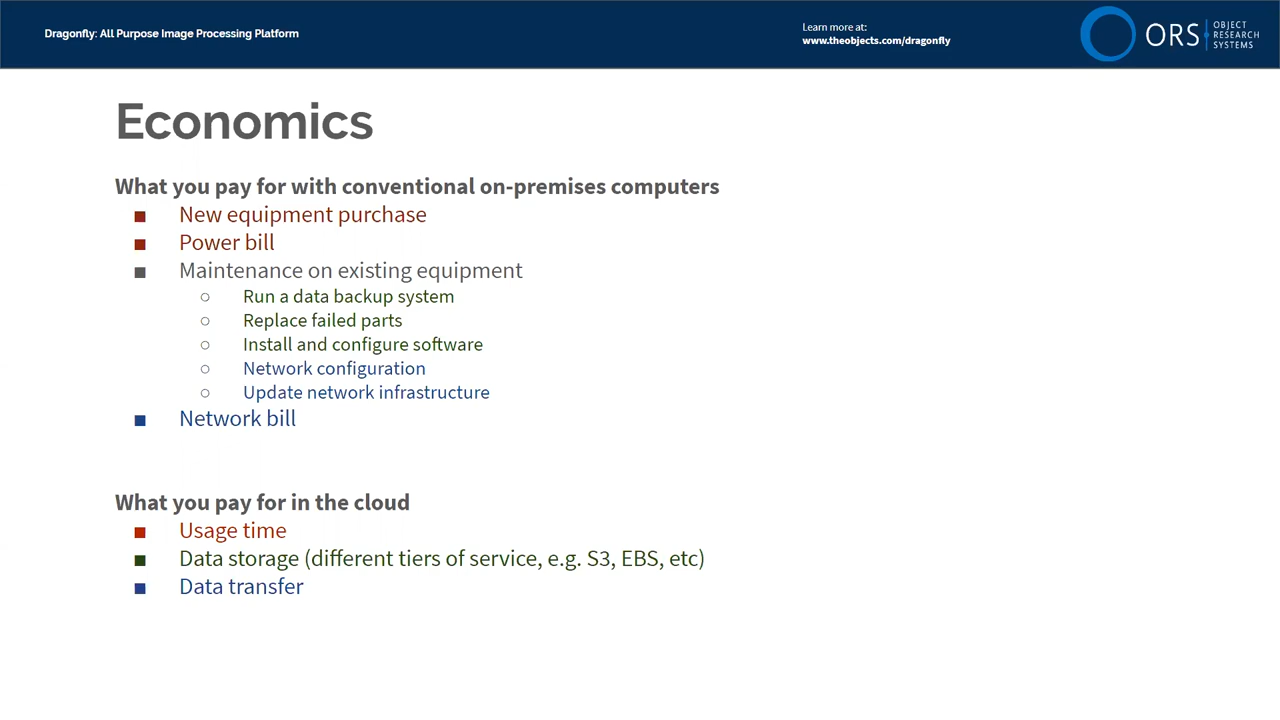 Dragonfly: All Purpose Image Processing Platform
Learn more at:
www.theobjects.com/dragonfly
ORS
OBJECT
RESEARCH
SYSTEMS
Economics
What you pay for with conventional on-premises computers
■ New equipment purchase
■ Power bill
■ Maintenance on existing equipment
○ Run a data backup system
○ Replace failed parts
○ Install and configure software
○ Network configuration
○ Update network infrastructure
■ Network bill
What you pay for in the cloud
■ Usage time
■ Data storage (different tiers of service, e.g. S3, EBS, etc)
■ Data transfer